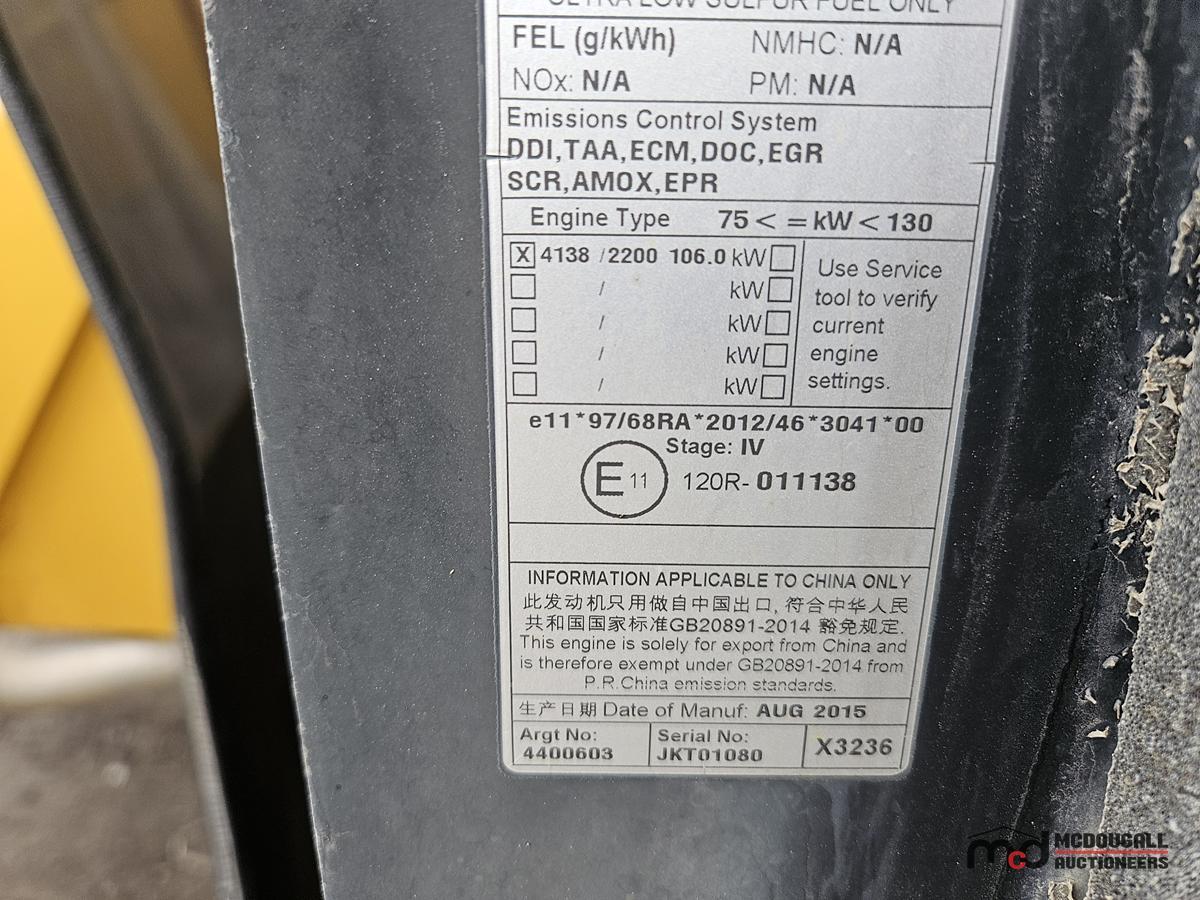 ULTRA LOW SULFUR FUEL ONLY
FEL (g/kWh) NMHC: N/A
NOx: N/A PM: N/A
Emissions Control System
DDI,TAA,ECM,DOC,EGR
SCR,AMOX,EPR
Engine Type 75 < = kW < 130
X 4138 /2200 106.0 kW
/ kW
/ kW
/ kW
/ kW
Use Service
tool to verify
current
engine
settings.
e11*97/68RA*2012/46*3041*00
Stage: IV
E 11 120R- 011138
INFORMATION APPLICABLE TO CHINA ONLY
此发动机只用做自中国出口, 符合中华人民
共和国国家标准GB20891-2014 豁免规定.
This engine is solely for export from China and
is therefore exempt under GB20891-2014 from
P.R.China emission standards.
生产日期 Date of Manuf: AUG 2015
Argt No:
4400603
Serial No:
JKT01080
X3236
mcd MCDOUGALL
AUCTIONEERS